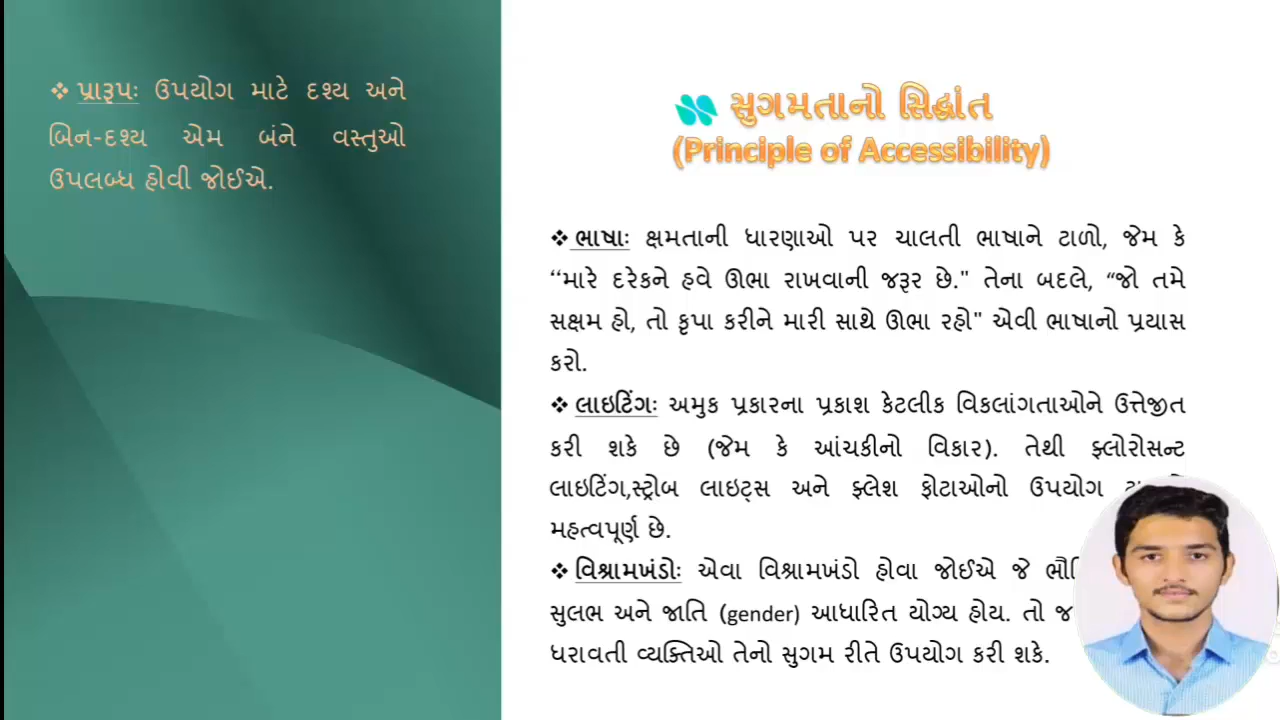 ❖ પ્રારૂપઃ ઉપયોગ માટે દશ્ય અને
બિન-દશ્ય એમ બંને વસ્તુઓ
ઉપલબ્ધ હોવી જોઈએ.
સુગમતાનો સિદ્ધાંત
(Principle of Accessibility)
❖ ભાષાઃ ક્ષમતાની ધારણાઓ પર ચાલતી ભાષાને ટાળો, જેમ કે
‘‘મારે દરેકને હવે ઊભા રાખવાની જરૂર છે." તેના બદલે, “જો તમે
સક્ષમ હો, તો કૃપા કરીને મારી સાથે ઊભા રહો" એવી ભાષાનો પ્રયાસ
કરો.
❖ લાઇટિંગઃ અમુક પ્રકારના પ્રકાશ કેટલીક વિકલાંગતાઓને ઉત્તેજીત
કરી શકે છે (જેમ કે આંચકીનો વિકાર). તેથી ફ્લોરોસન્ટ
લાઇટિંગ,સ્ટ્રોબ લાઇટ્સ અને ફ્લેશ ફોટાઓનો ઉપયોગ
મહત્વપૂર્ણ છે.
❖ વિશ્રામખંડોઃ એવા વિશ્રામખંડો હોવા જોઈએ જે
સુલભ અને જાતિ (gender) આધારિત યોગ્ય હોય. તો જ
ધરાવતી વ્યક્તિઓ તેનો સુગમ રીતે ઉપયોગ કરી શકે.